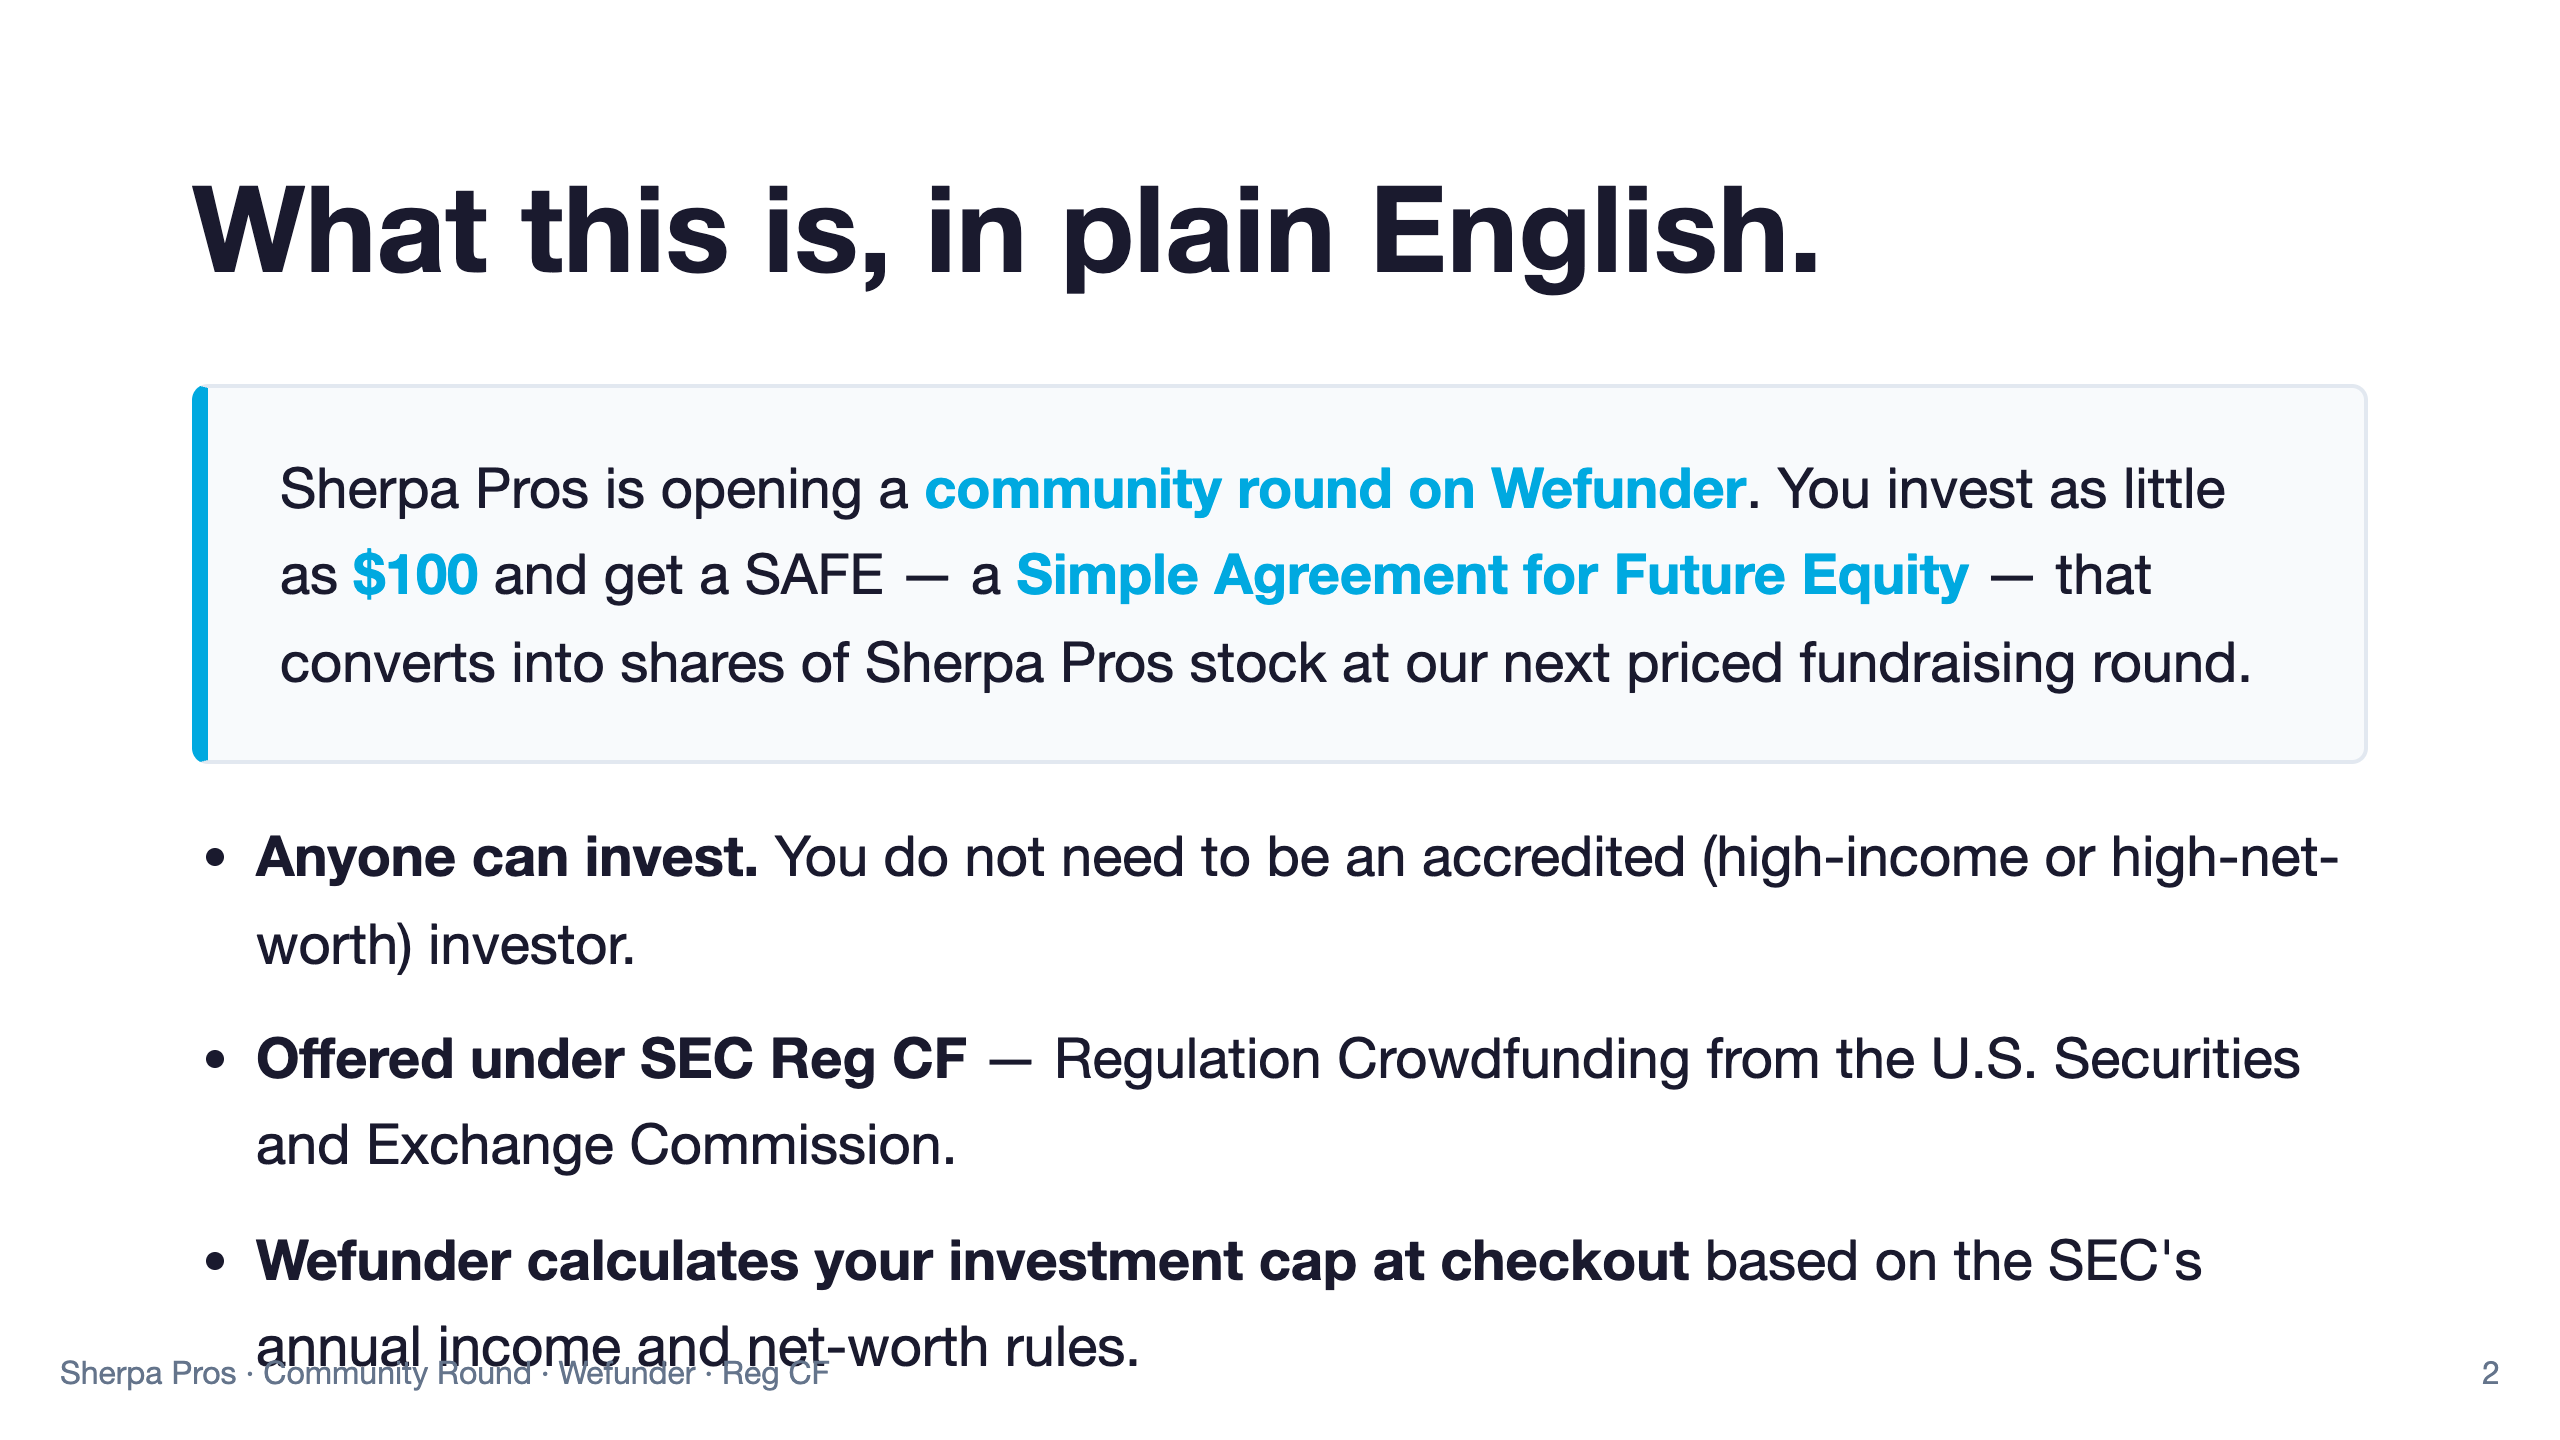 What this is, in plain English.
Sherpa Pros is opening a community round on Wefunder. You invest as little
as $100 and get a SAFE — a Simple Agreement for Future Equity — that
converts into shares of Sherpa Pros stock at our next priced fundraising round.
• Anyone can invest. You do not need to be an accredited (high-income or high-net-
worth) investor.
• Offered under SEC Reg CF — Regulation Crowdfunding from the U.S. Securities
and Exchange Commission.
• Wefunder calculates your investment cap at checkout based on the SEC's
annual income and net-worth rules.
Sherpa Pros · Community Round · Wefunder · Reg CF
2